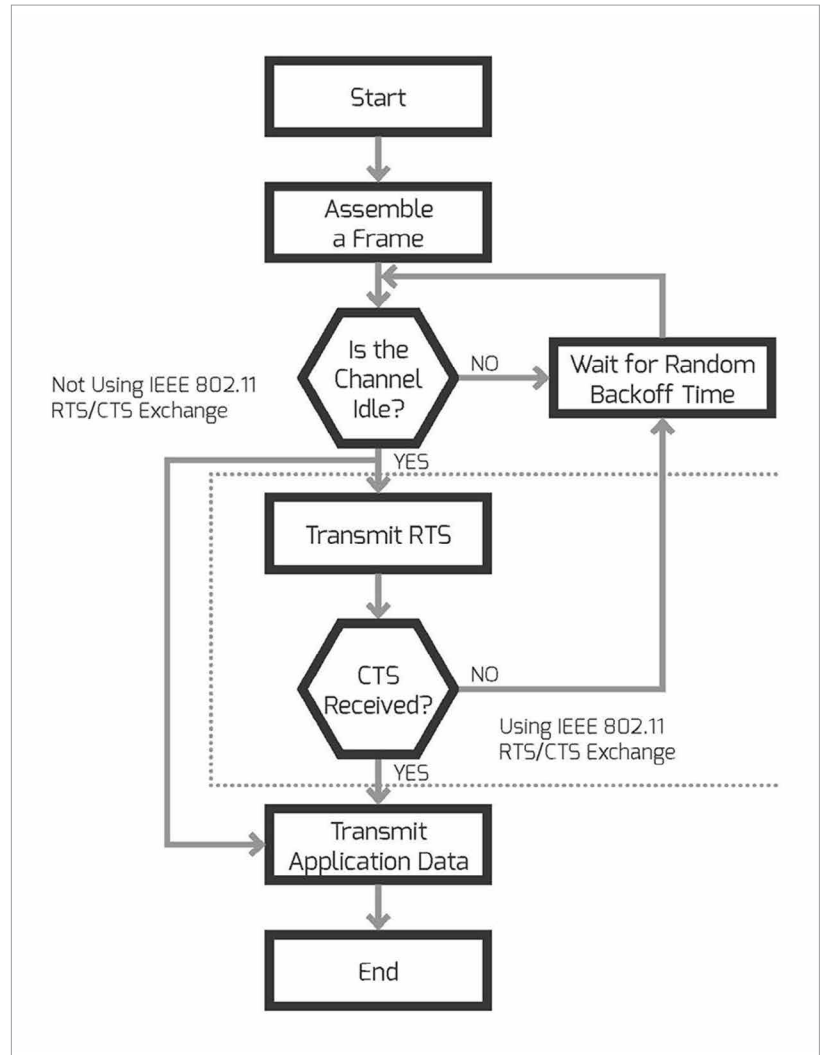 Start
Assemble
a Frame
Is the
Channel
Idle?
NO
Wait for Random
Backoff Time
Not Using IEEE 802.11
RTS/CTS Exchange
YES
Transmit RTS
CTS
Received?
NO
Using IEEE 802.11
RTS/CTS Exchange
YES
Transmit
Application Data
End